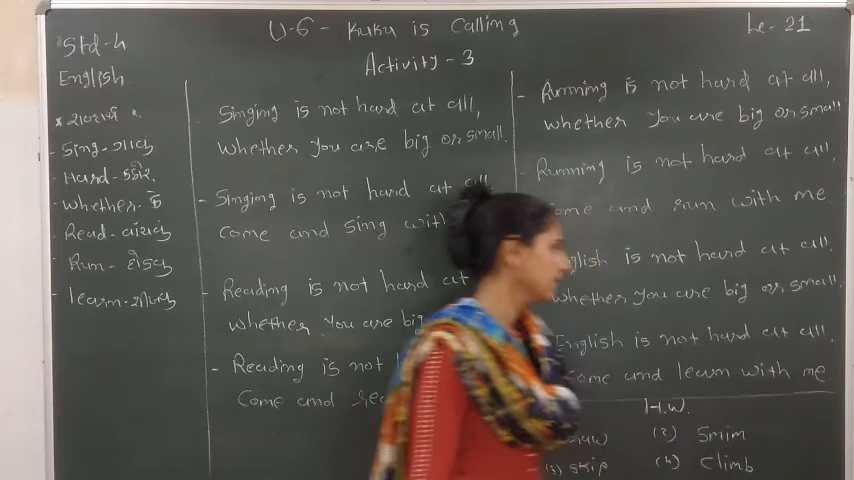 Std-4
English
U-6 - Kuku is Calling
Le- 21
Activity - 3
* શબ્દાર્થ *
- Sing - ગાવું
- Hard - કઠોર
- Whether - કે
- Read - વાંચવું
- Run - દોડવું
- learn - શીખવું
Singing is not hard at all,
whether you are big or small.
- Singing is not hard at all
come and sing with
- Reading is not hard at
whether you are big
- Reading is not
Come and
- Running is not hard at all,
whether you are big or small
- Running is not hard at all.
come and run with me
English is not hard at all.
whether you are big or small.
English is not hard at all.
come and learn with me
H.W.
(2) Swim
(3) Skip
(4) Climb